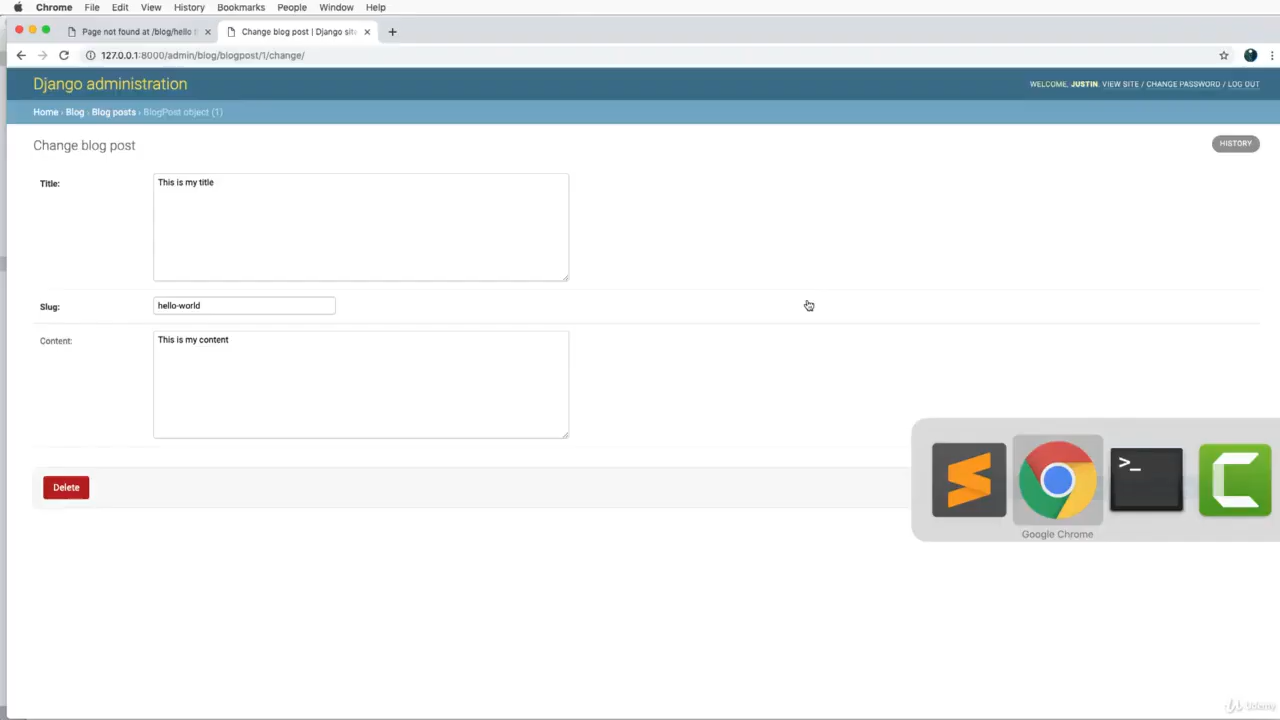 Chrome File Edit View History Bookmarks People Window Help
Page not found at /blog/hello
Change blog post | Django site
127.0.0.1:8000/admin/blog/blogpost/1/change/
Django administration
WELCOME, JUSTIN. VIEW SITE / CHANGE PASSWORD / LOG OUT
Home › Blog › Blog posts › BlogPost object (1)
Change blog post
HISTORY
Title:
This is my title
Slug:
hello-world
Content:
This is my content
Delete
>_
Google Chrome
Udemy